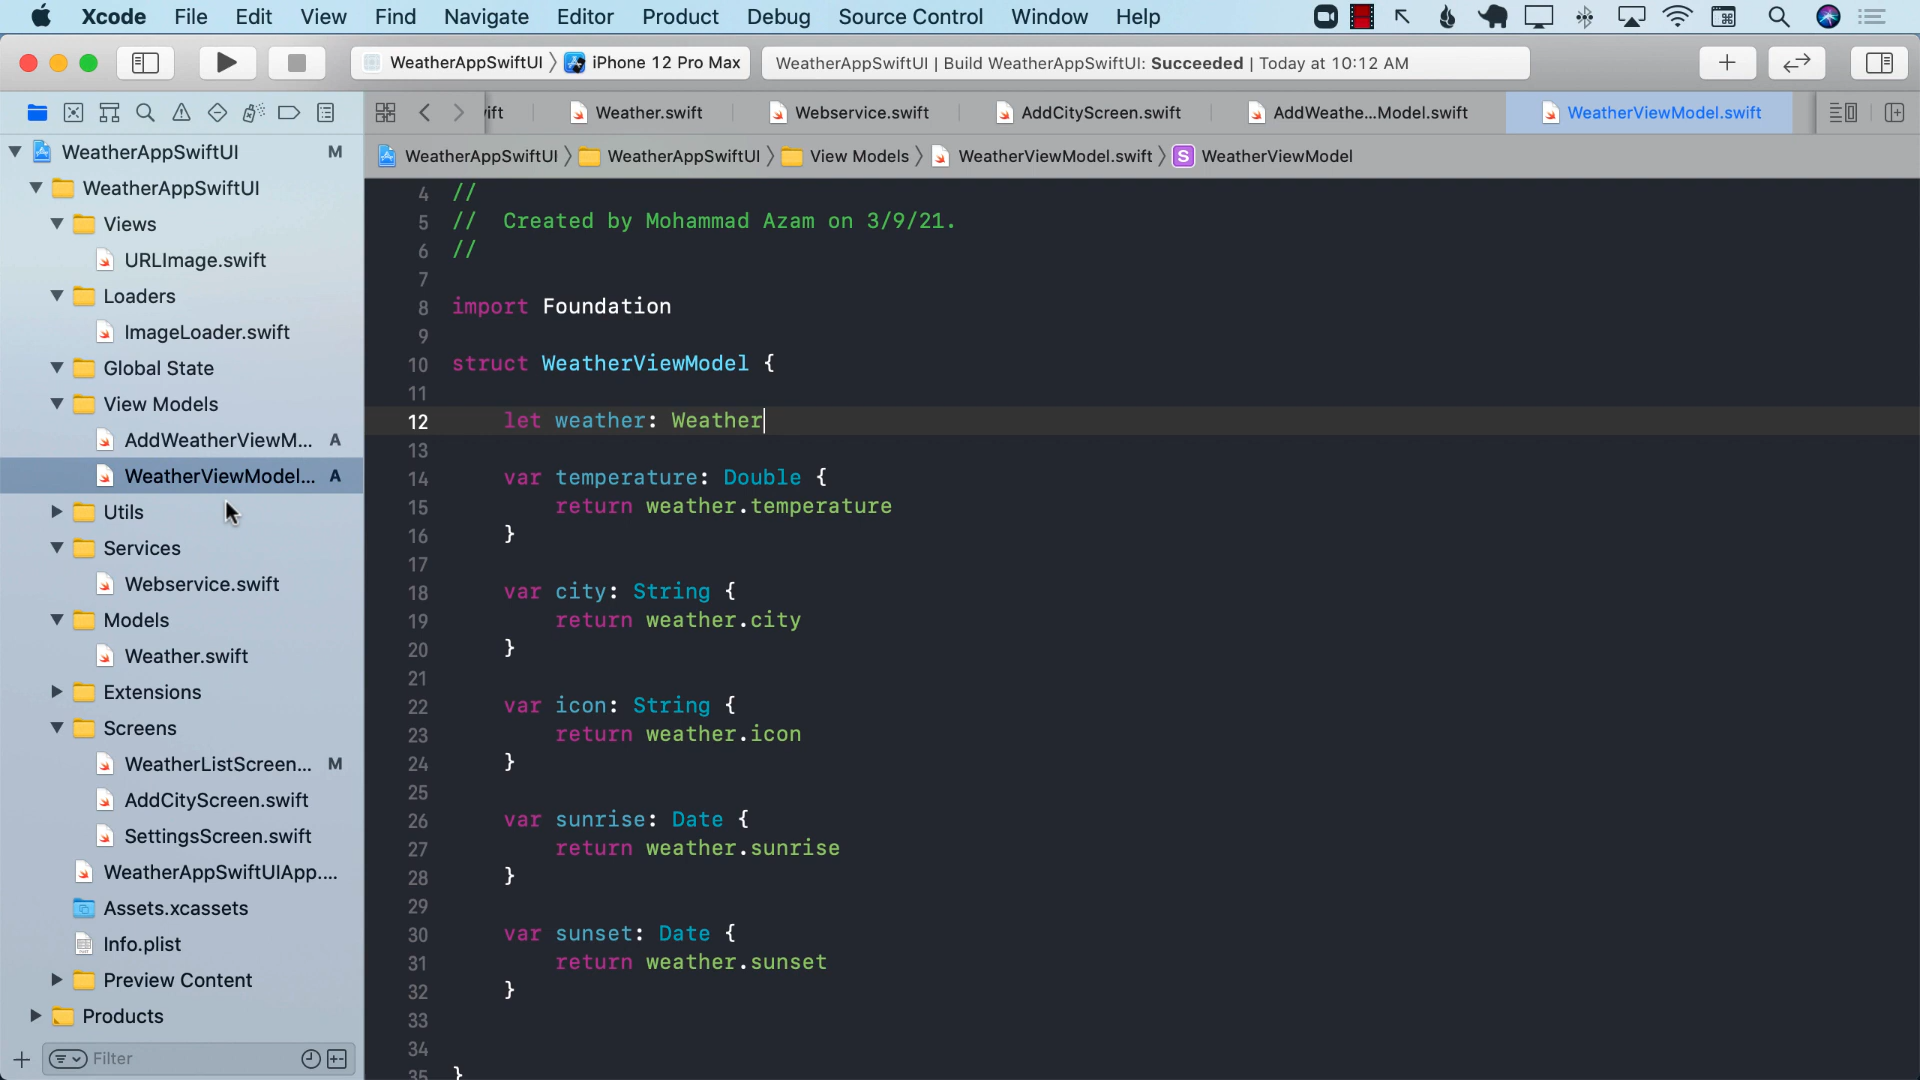 Xcode File Edit View Find Navigate Editor Product Debug Source Control Window Help
WeatherAppSwiftUI 〉 iPhone 12 Pro Max
WeatherAppSwiftUI | Build WeatherAppSwiftUI: Succeeded | Today at 10:12 AM
ift Weather.swift Webservice.swift AddCityScreen.swift AddWeathe...Model.swift WeatherViewModel.swift
WeatherAppSwiftUI 〉 WeatherAppSwiftUI 〉 View Models 〉 WeatherViewModel.swift 〉 S WeatherViewModel
WeatherAppSwiftUI M
WeatherAppSwiftUI
Views
URLImage.swift
Loaders
ImageLoader.swift
Global State
View Models
AddWeatherViewM... A
WeatherViewModel... A
Utils
Services
Webservice.swift
Models
Weather.swift
Extensions
Screens
WeatherListScreen... M
AddCityScreen.swift
SettingsScreen.swift
WeatherAppSwiftUIApp....
Assets.xcassets
Info.plist
Preview Content
Products
Filter
4 //
5 //  Created by Mohammad Azam on 3/9/21.
6 //
7
8 import Foundation
9
10 struct WeatherViewModel {
11
12     let weather: Weather
13
14     var temperature: Double {
15         return weather.temperature
16     }
17
18     var city: String {
19         return weather.city
20     }
21
22     var icon: String {
23         return weather.icon
24     }
25
26     var sunrise: Date {
27         return weather.sunrise
28     }
29
30     var sunset: Date {
31         return weather.sunset
32     }
33
34
35 }